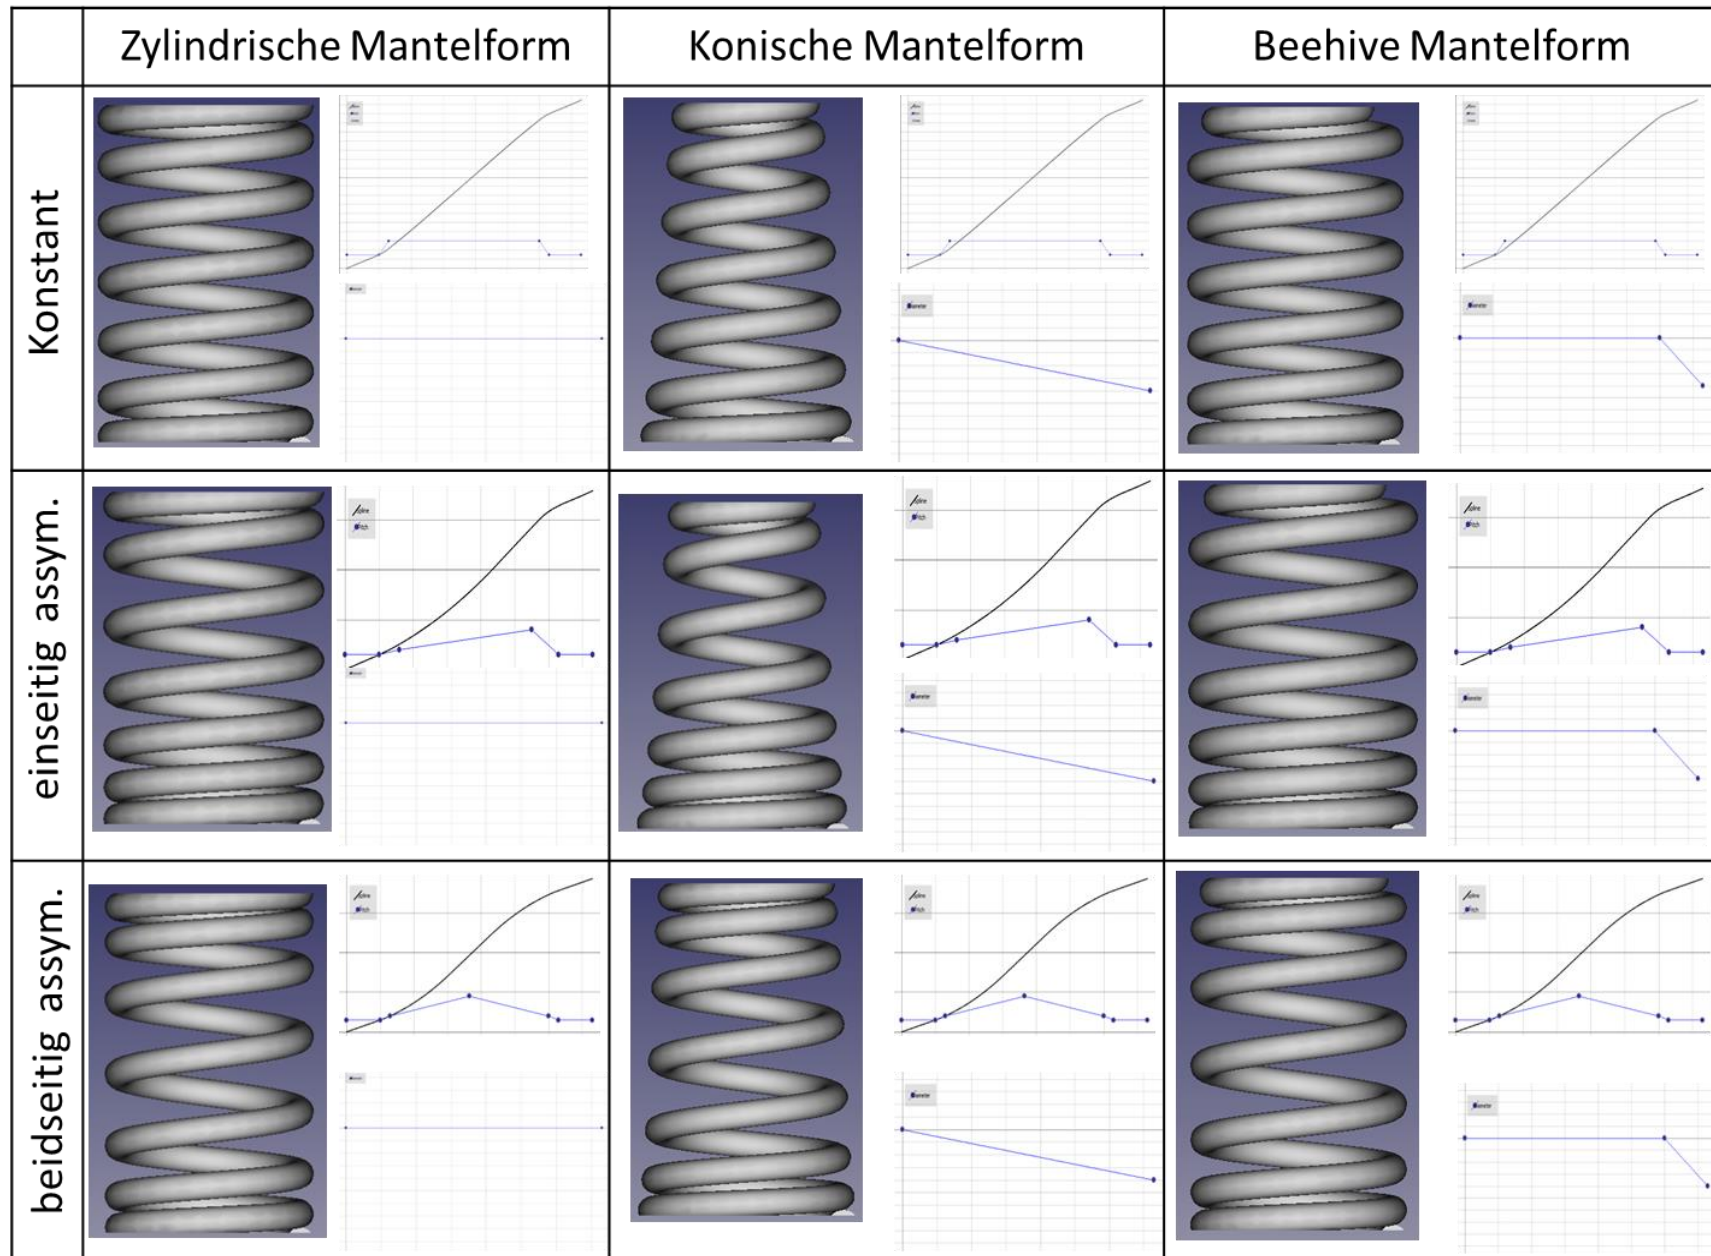 Zylindrische Mantelform
Konische Mantelform
Beehive Mantelform
Konstant
einseitig assym.
beidseitig assym.